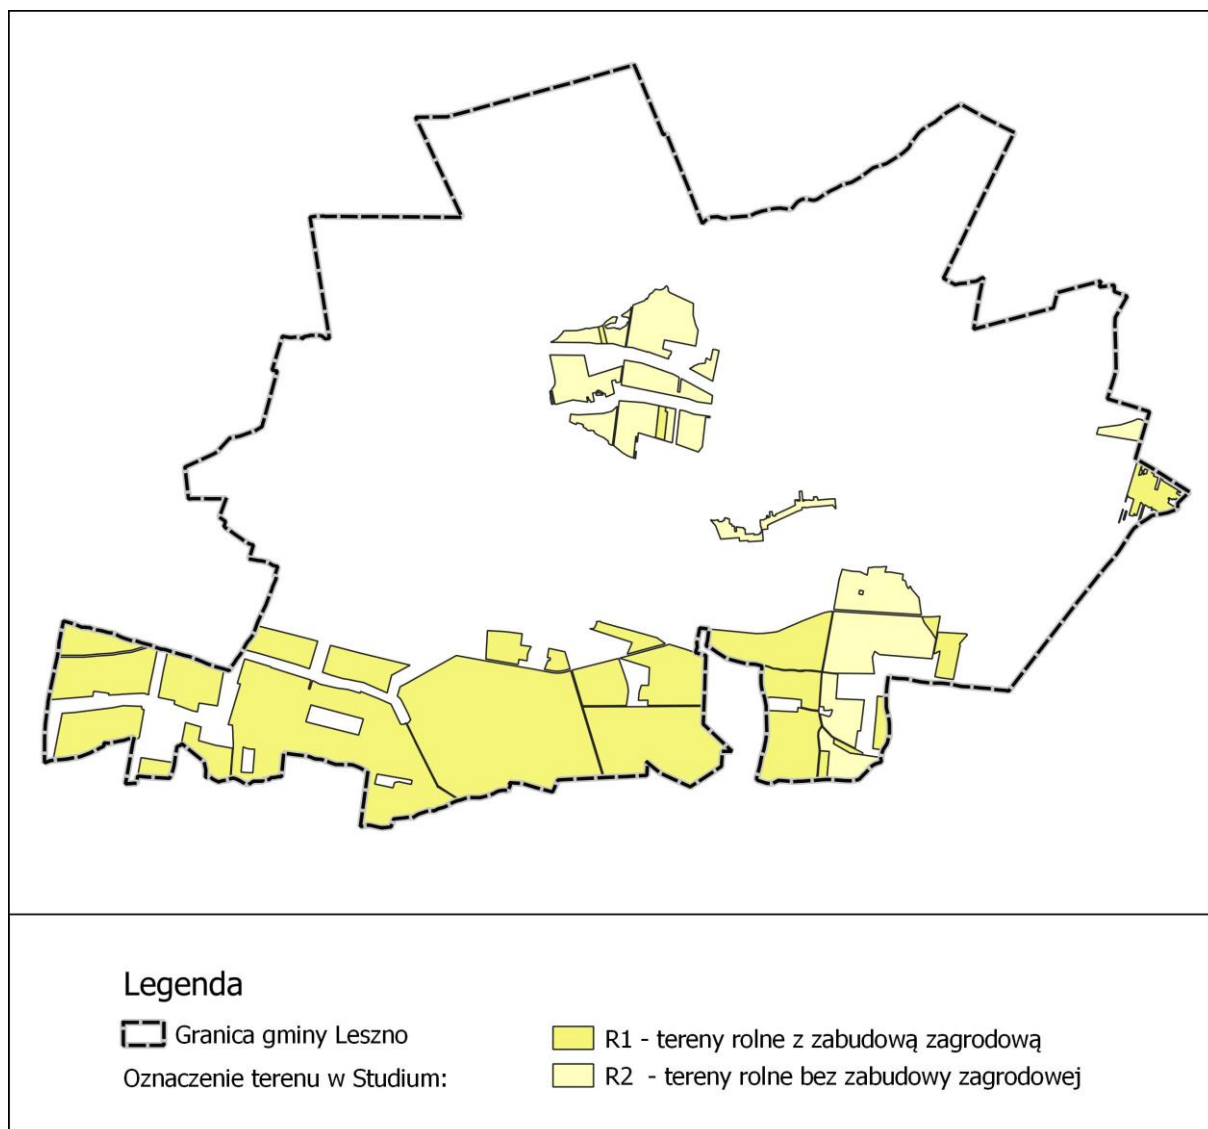 Legenda
Granica gminy Leszno
Oznaczenie terenu w Studium:
R1 - tereny rolne z zabudową zagrodową
R2 - tereny rolne bez zabudowy zagrodowej